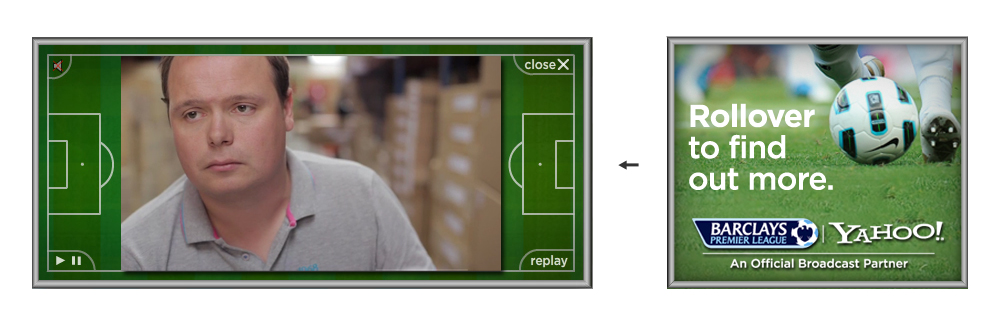 close X
replay
Rollover
to find
out more.
BARCLAYS
PREMIER LEAGUE
YAHOO!
An Official Broadcast Partner